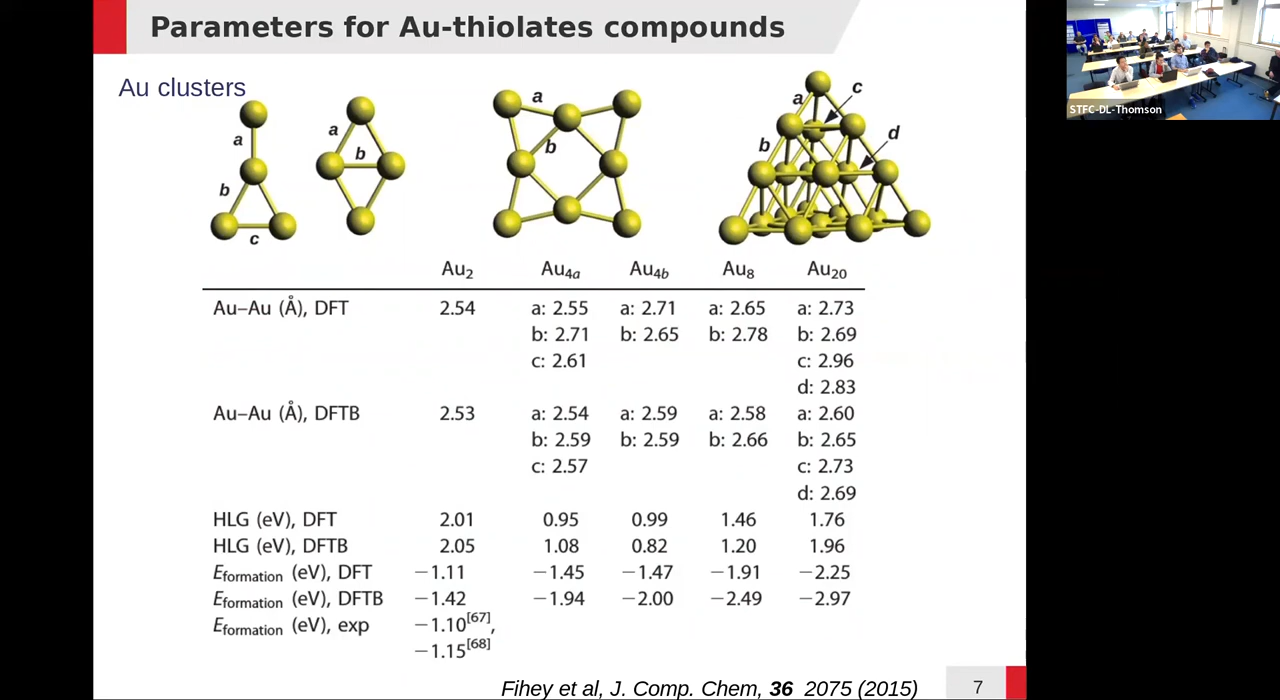 Parameters for Au-thiolates compounds
STFC-DL-Thomson
Au clusters
a b c
a b
a b
a b c d
Au2 Au4a Au4b Au8 Au20
Au–Au (Å), DFT 2.54 a: 2.55 a: 2.71 a: 2.65 a: 2.73
b: 2.71 b: 2.65 b: 2.78 b: 2.69
c: 2.61 c: 2.96
d: 2.83
Au–Au (Å), DFTB 2.53 a: 2.54 a: 2.59 a: 2.58 a: 2.60
b: 2.59 b: 2.59 b: 2.66 b: 2.65
c: 2.57 c: 2.73
d: 2.69
HLG (eV), DFT 2.01 0.95 0.99 1.46 1.76
HLG (eV), DFTB 2.05 1.08 0.82 1.20 1.96
Eformation (eV), DFT −1.11 −1.45 −1.47 −1.91 −2.25
Eformation (eV), DFTB −1.42 −1.94 −2.00 −2.49 −2.97
Eformation (eV), exp −1.10[67],
−1.15[68]
Fihey et al, J. Comp. Chem, 36 2075 (2015)
7